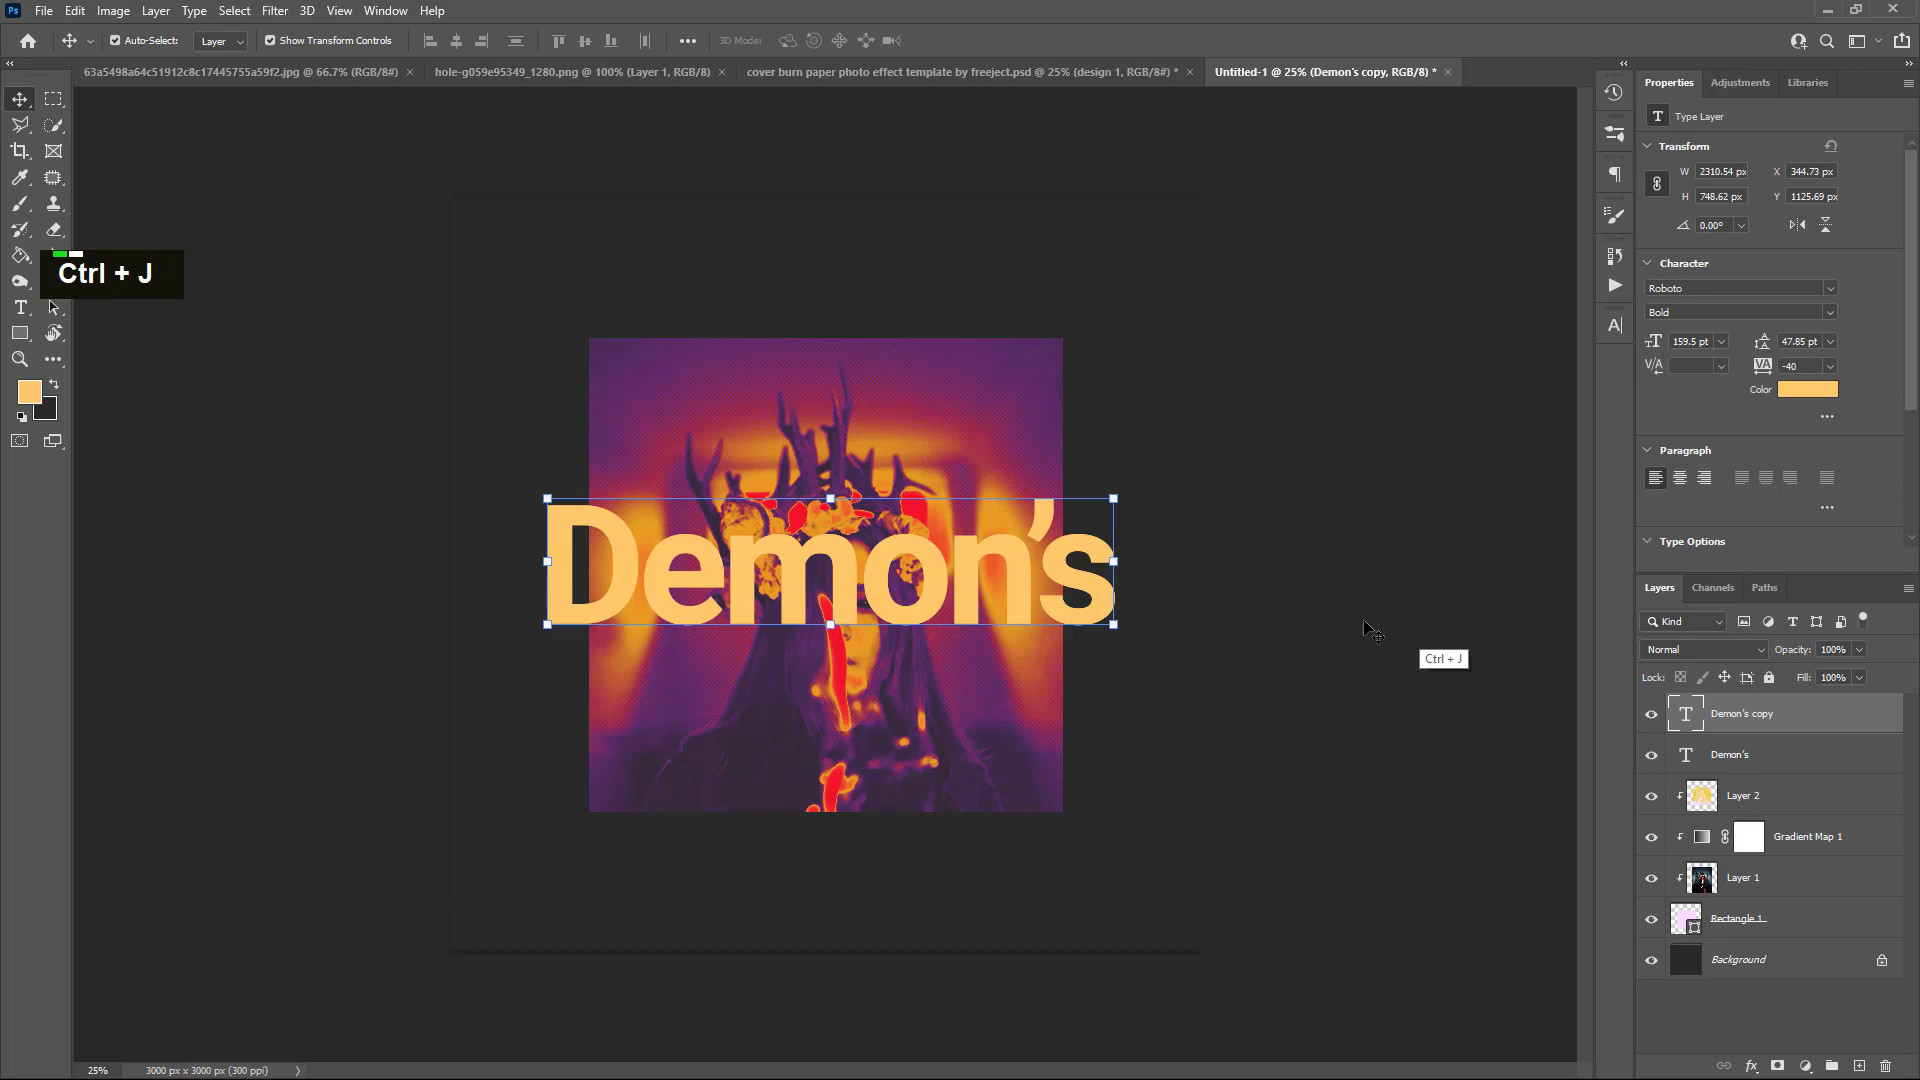 Ps File Edit Image Layer Type Select Filter 3D View Window Help
Auto-Select: Layer Show Transform Controls 3D Mode:
63a5498a64c51912c8c17445755a59f2.jpg @ 66.7% (RGB/8#) hole-g059e95349_1280.png @ 100% (Layer 1, RGB/8) cover burn paper photo effect template by freeject.psd @ 25% (design 1, RGB/8#) * Untitled-1 @ 25% (Demon's copy, RGB/8) *
Properties Adjustments Libraries
T Type Layer
Transform
W 2310.54 px X 344.73 px
H 748.62 px Y 1125.69 px
0.00°
Character
Roboto
Bold
159.5 pt 47.85 pt
-40
Color
Paragraph
Type Options
Ctrl + J
Demon's
Ctrl + J
Layers Channels Paths
Kind
Normal Opacity: 100%
Lock: Fill: 100%
T Demon's copy
T Demon's
Layer 2
Gradient Map 1
Layer 1
Rectangle 1
Background
25% 3000 px x 3000 px (300 ppi)